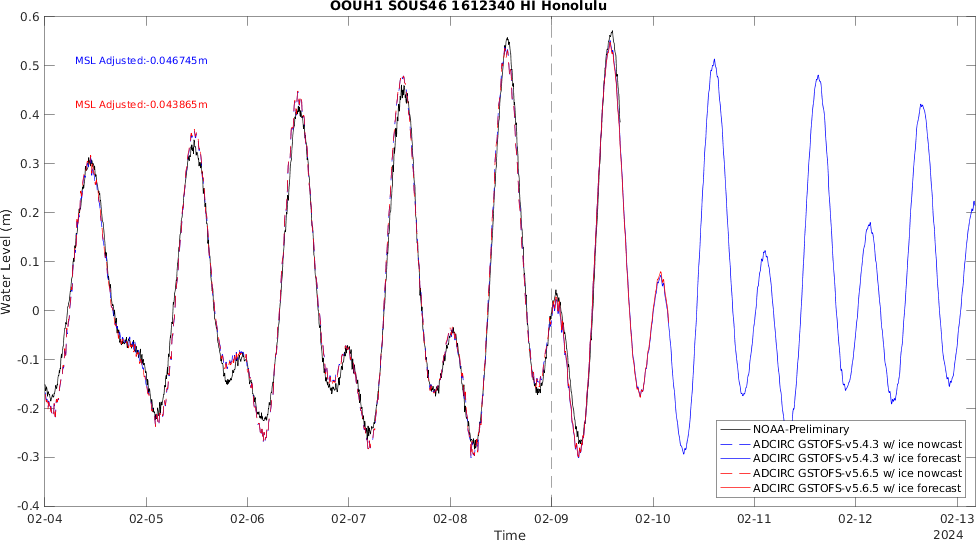 OOUH1 SOUS46 1612340 HI Honolulu
0.6
0.5
0.4
0.3
0.2
0.1
0
-0.1
-0.2
-0.3
-0.4
Water Level (m)
MSL Adjusted:-0.046745m
MSL Adjusted:-0.043865m
NOAA-Preliminary
ADCIRC GSTOFS-v5.4.3 w/ ice nowcast
ADCIRC GSTOFS-v5.4.3 w/ ice forecast
ADCIRC GSTOFS-v5.6.5 w/ ice nowcast
ADCIRC GSTOFS-v5.6.5 w/ ice forecast
02-04 02-05 02-06 02-07 02-08 02-09 02-10 02-11 02-12 02-13
Time
2024